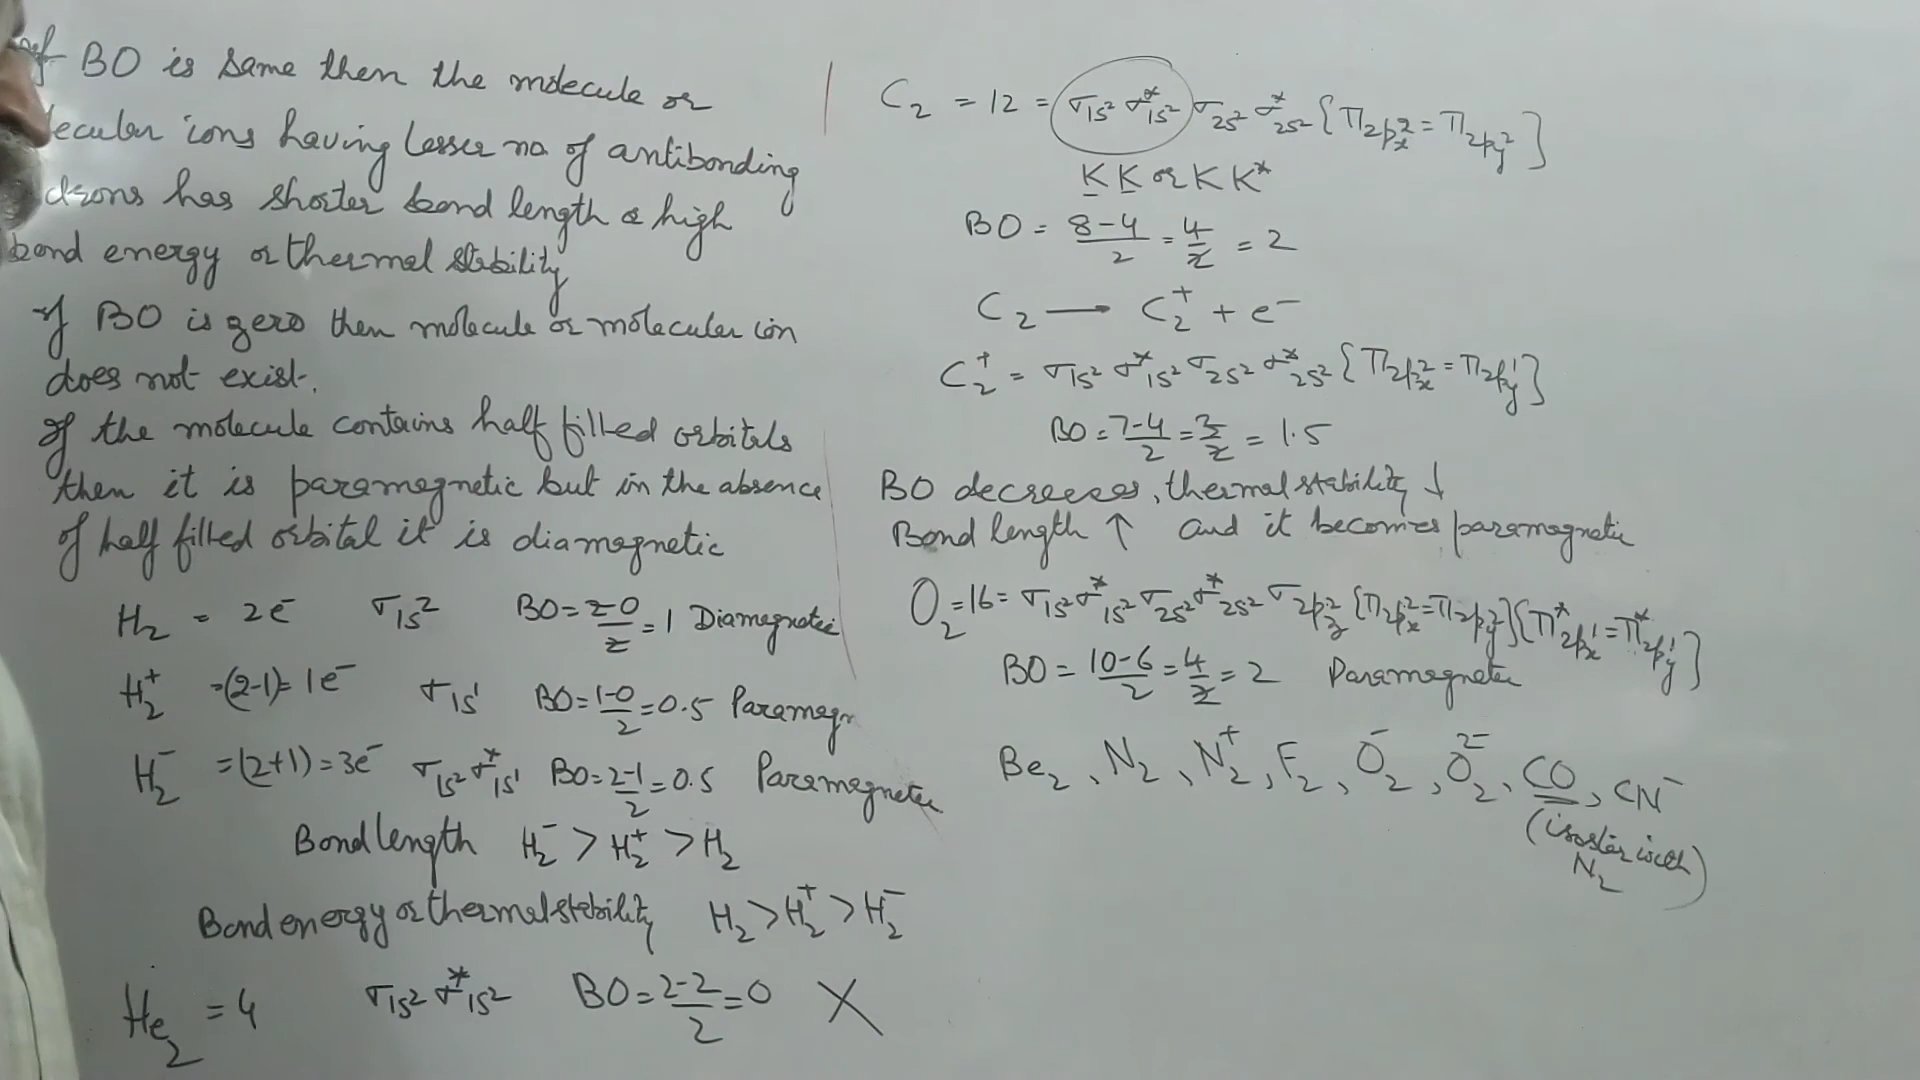 If BO is same then the molecule or
lecular ions having lesser no. of antibonding
ctrons has shorter bond length & high
bond energy or thermal stability
If BO is zero then molecule or molecular ion
does not exist.
If the molecule contains half filled orbitals
then it is paramagnetic but in the absence
of half filled orbital it is diamagnetic
H₂ = 2e⁻ σ1s² BO = 2-0/2 = 1 Diamagnetic
H₂⁺ = (2-1) = 1e⁻ σ1s¹ BO = 1-0/2 = 0.5 Paramagn
H₂⁻ = (2+1) = 3e⁻ σ1s² σ*1s¹ BO = 2-1/2 = 0.5 Paramagnetic
Bond length H₂⁻ > H₂⁺ > H₂
Bond energy or thermal stability H₂ > H₂⁺ > H₂⁻
He₂ = 4 σ1s² σ*1s² BO = 2-2/2 = 0 X
C₂ = 12 = σ1s² σ*1s² σ2s² σ*2s² {π2px² = π2py²}
KK or KK*
BO = 8-4/2 = 4/2 = 2
C₂ → C₂⁺ + e⁻
C₂⁺ = σ1s² σ*1s² σ2s² σ*2s² {π2px² = π2py¹}
BO = 7-4/2 = 3/2 = 1.5
BO decreases, thermal stability ↓
Bond length ↑ and it becomes paramagnetic
O₂ = 16 = σ1s² σ*1s² σ2s² σ*2s² σ2pz² {π2px² = π2py²} {π*2px¹ = π*2py¹}
BO = 10-6/2 = 4/2 = 2 Paramagnetic
Be₂, N₂, N₂⁺, F₂, O₂⁻, O₂²⁻, CO, CN⁻
(isoster with
N₂)